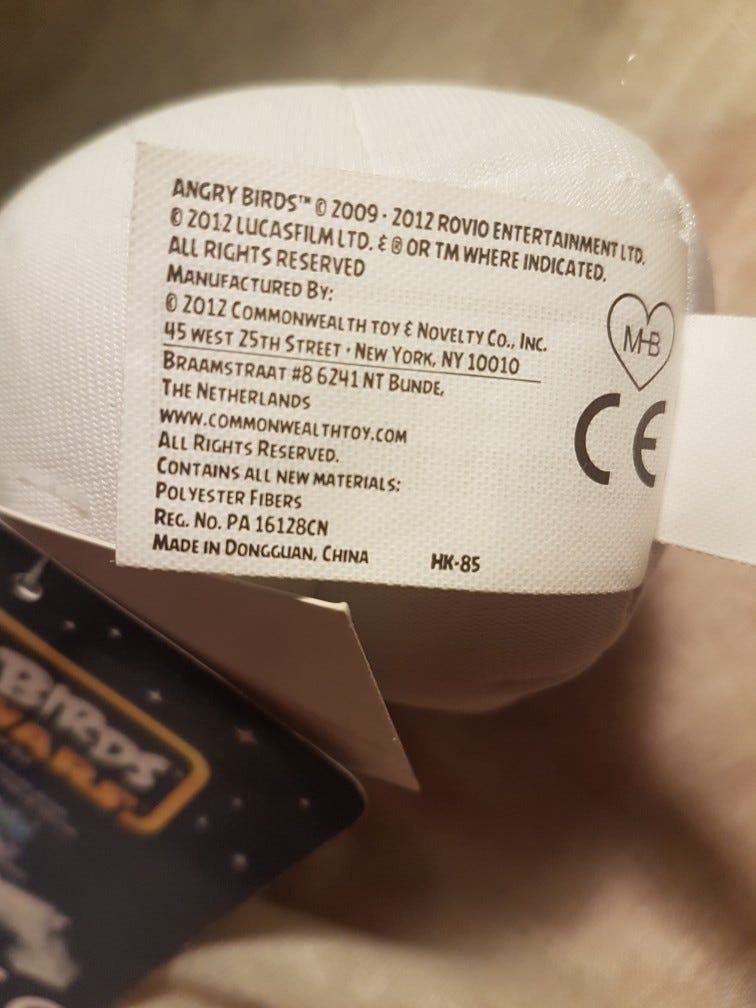 ANGRY BIRDS™ © 2009 - 2012 ROVIO ENTERTAINMENT LTD.
© 2012 LUCASFILM LTD. & ® OR TM WHERE INDICATED.
ALL RIGHTS RESERVED
MANUFACTURED BY:
© 2012 COMMONWEALTH TOY & NOVELTY CO., INC.
45 WEST 25TH STREET · NEW YORK, NY 10010
BRAAMSTRAAT #8 6241 NT BUNDE,
THE NETHERLANDS
WWW.COMMONWEALTHTOY.COM
ALL RIGHTS RESERVED.
CONTAINS ALL NEW MATERIALS:
POLYESTER FIBERS
REG. NO. PA 16128CN
MADE IN DONGGUAN, CHINA
HK-85
MHB
CE
BIRDS
WARS